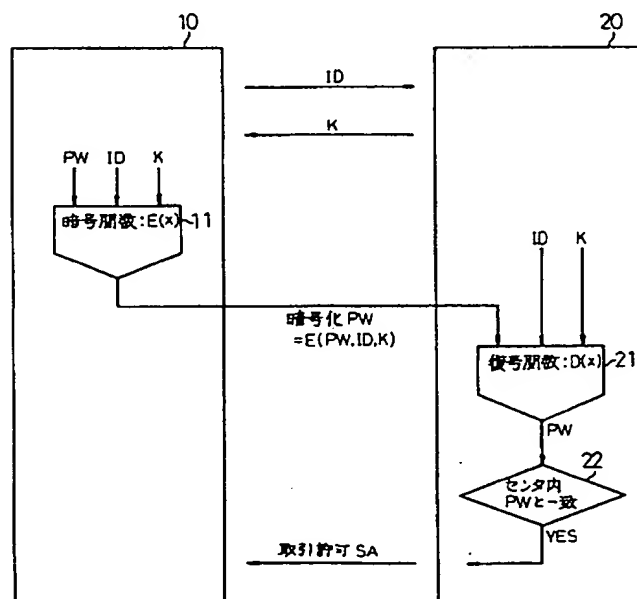 10
20
ID
K
PW ID K
暗号関数:E(x)
11
ID K
暗号化PW
=E(PW,ID,K)
復号関数:D(x)
21
PW
22
センタ内
PWと一致
YES
取引許可 SA